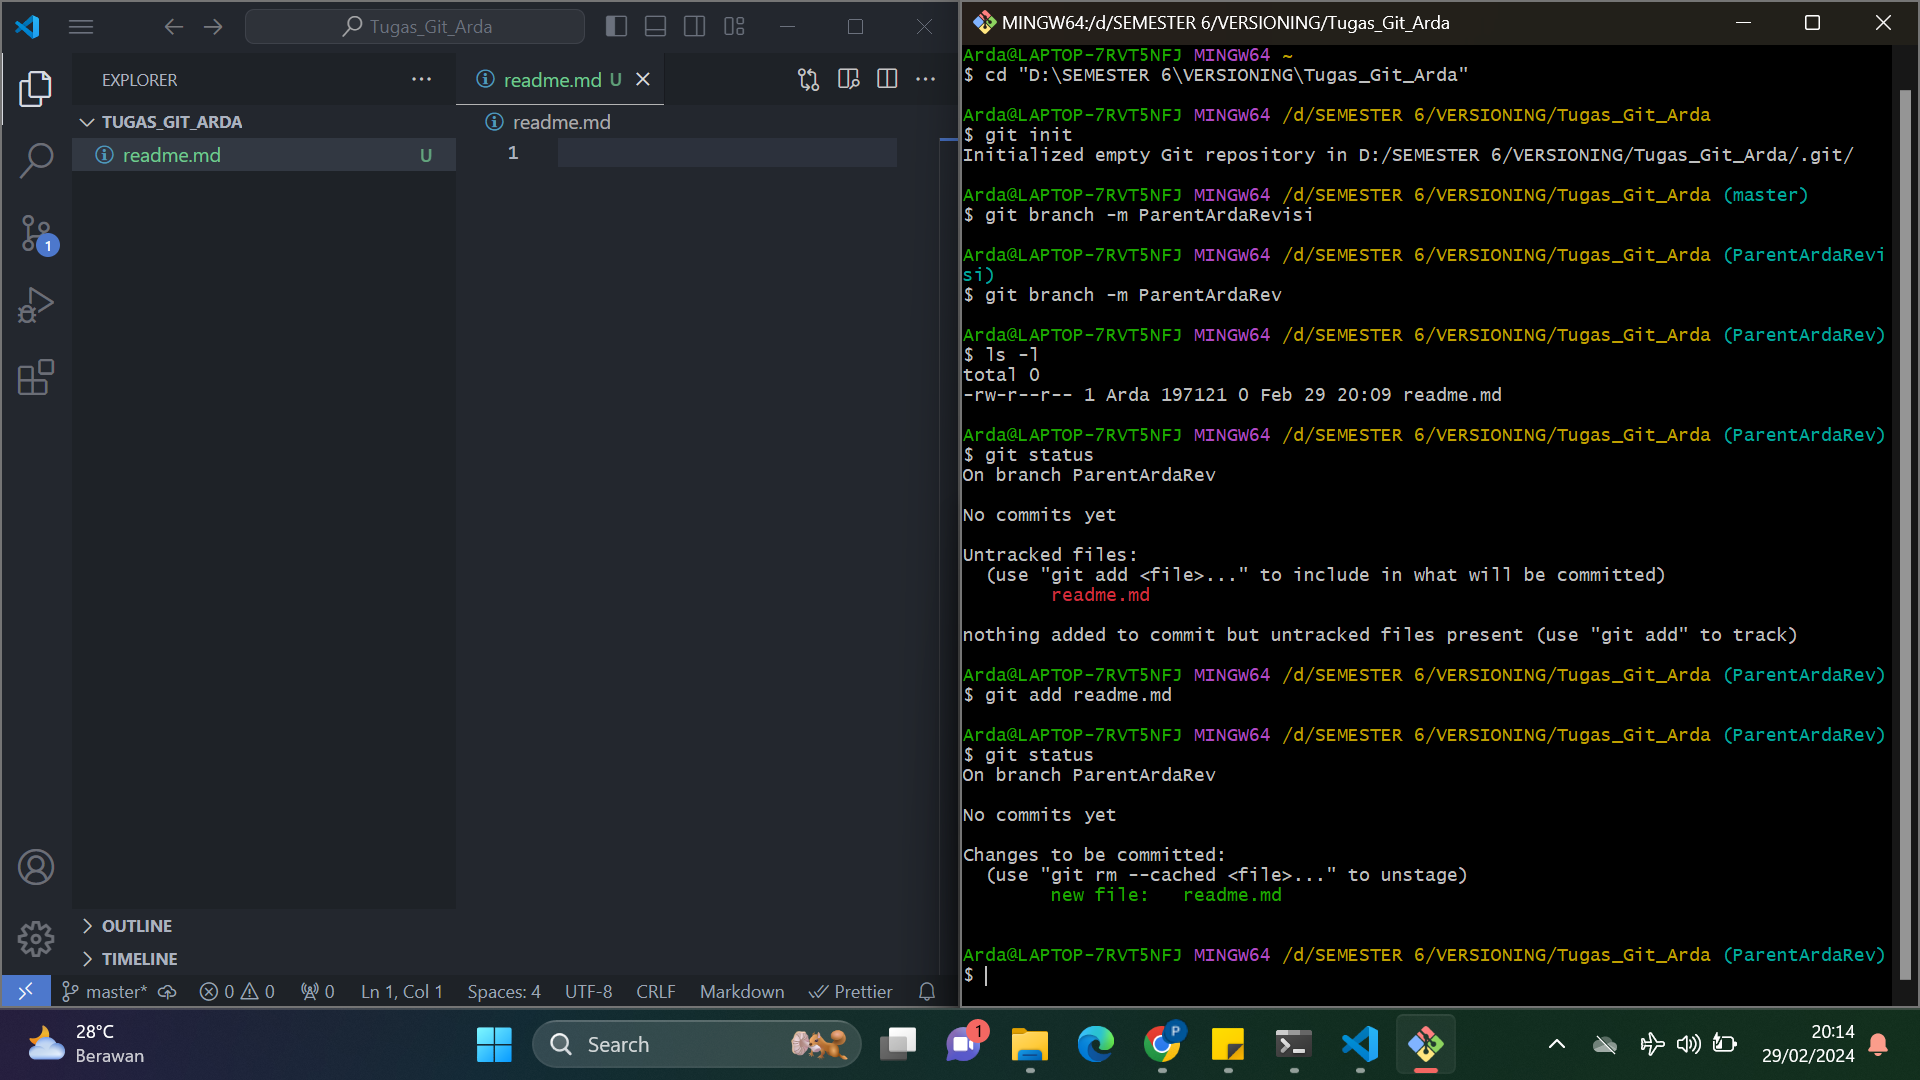 Tugas_Git_Arda
EXPLORER
TUGAS_GIT_ARDA
readme.md U
readme.md U
readme.md
1
OUTLINE
TIMELINE
1
master* 0 0 0 Ln 1, Col 1 Spaces: 4 UTF-8 CRLF Markdown Prettier
MINGW64:/d/SEMESTER 6/VERSIONING/Tugas_Git_Arda
Arda@LAPTOP-7RVT5NFJ MINGW64 ~
$ cd "D:\SEMESTER 6\VERSIONING\Tugas_Git_Arda"
Arda@LAPTOP-7RVT5NFJ MINGW64 /d/SEMESTER 6/VERSIONING/Tugas_Git_Arda
$ git init
Initialized empty Git repository in D:/SEMESTER 6/VERSIONING/Tugas_Git_Arda/.git/
Arda@LAPTOP-7RVT5NFJ MINGW64 /d/SEMESTER 6/VERSIONING/Tugas_Git_Arda (master)
$ git branch -m ParentArdaRevisi
Arda@LAPTOP-7RVT5NFJ MINGW64 /d/SEMESTER 6/VERSIONING/Tugas_Git_Arda (ParentArdaRevi
si)
$ git branch -m ParentArdaRev
Arda@LAPTOP-7RVT5NFJ MINGW64 /d/SEMESTER 6/VERSIONING/Tugas_Git_Arda (ParentArdaRev)
$ ls -l
total 0
-rw-r--r-- 1 Arda 197121 0 Feb 29 20:09 readme.md
Arda@LAPTOP-7RVT5NFJ MINGW64 /d/SEMESTER 6/VERSIONING/Tugas_Git_Arda (ParentArdaRev)
$ git status
On branch ParentArdaRev
No commits yet
Untracked files:
(use "git add <file>..." to include in what will be committed)
readme.md
nothing added to commit but untracked files present (use "git add" to track)
Arda@LAPTOP-7RVT5NFJ MINGW64 /d/SEMESTER 6/VERSIONING/Tugas_Git_Arda (ParentArdaRev)
$ git add readme.md
Arda@LAPTOP-7RVT5NFJ MINGW64 /d/SEMESTER 6/VERSIONING/Tugas_Git_Arda (ParentArdaRev)
$ git status
On branch ParentArdaRev
No commits yet
Changes to be committed:
(use "git rm --cached <file>..." to unstage)
new file: readme.md
Arda@LAPTOP-7RVT5NFJ MINGW64 /d/SEMESTER 6/VERSIONING/Tugas_Git_Arda (ParentArdaRev)
$
28°C
Berawan
Search
1
P
20:14
29/02/2024